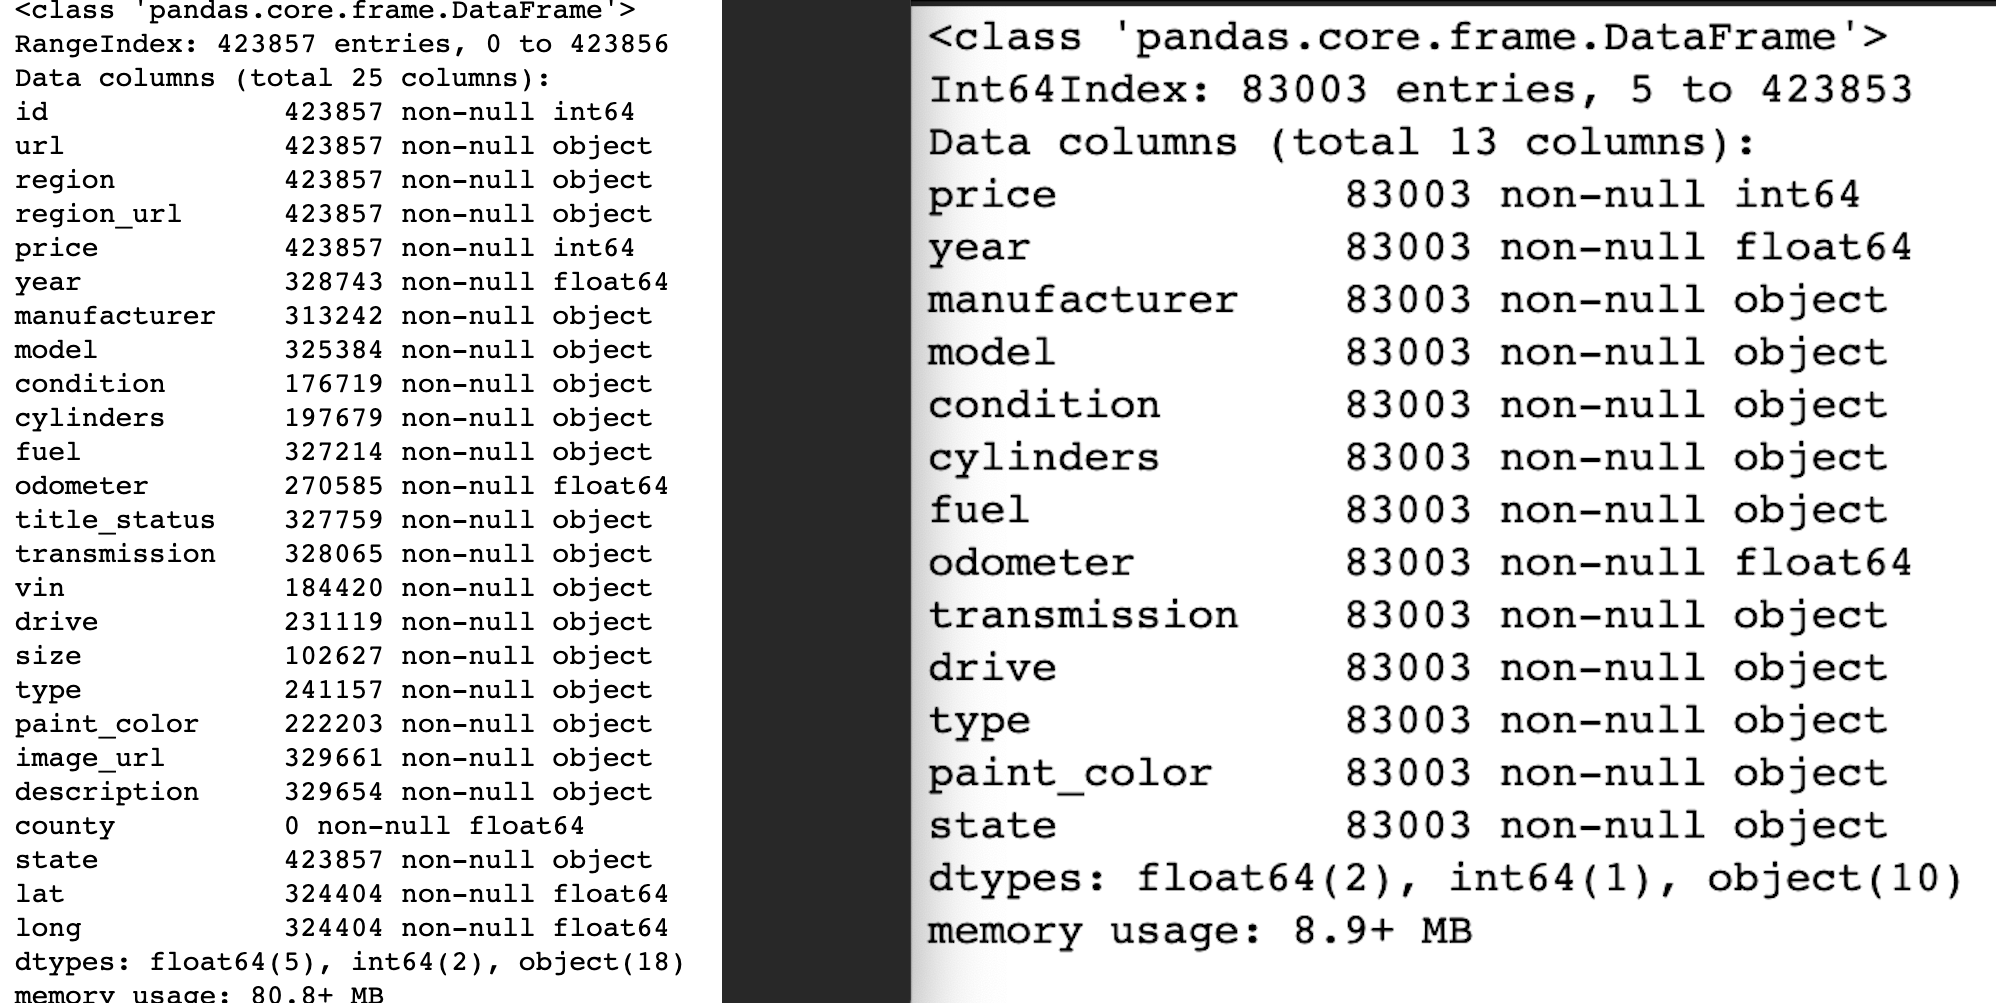 <class 'pandas.core.frame.DataFrame'>
RangeIndex: 423857 entries, 0 to 423856
Data columns (total 25 columns):
id 423857 non-null int64
url 423857 non-null object
region 423857 non-null object
region_url 423857 non-null object
price 423857 non-null int64
year 328743 non-null float64
manufacturer 313242 non-null object
model 325384 non-null object
condition 176719 non-null object
cylinders 197679 non-null object
fuel 327214 non-null object
odometer 270585 non-null float64
title_status 327759 non-null object
transmission 328065 non-null object
vin 184420 non-null object
drive 231119 non-null object
size 102627 non-null object
type 241157 non-null object
paint_color 222203 non-null object
image_url 329661 non-null object
description 329654 non-null object
county 0 non-null float64
state 423857 non-null object
lat 324404 non-null float64
long 324404 non-null float64
dtypes: float64(5), int64(2), object(18)
memory usage: 80.8+ MB
<class 'pandas.core.frame.DataFrame'>
Int64Index: 83003 entries, 5 to 423853
Data columns (total 13 columns):
price 83003 non-null int64
year 83003 non-null float64
manufacturer 83003 non-null object
model 83003 non-null object
condition 83003 non-null object
cylinders 83003 non-null object
fuel 83003 non-null object
odometer 83003 non-null float64
transmission 83003 non-null object
drive 83003 non-null object
type 83003 non-null object
paint_color 83003 non-null object
state 83003 non-null object
dtypes: float64(2), int64(1), object(10)
memory usage: 8.9+ MB